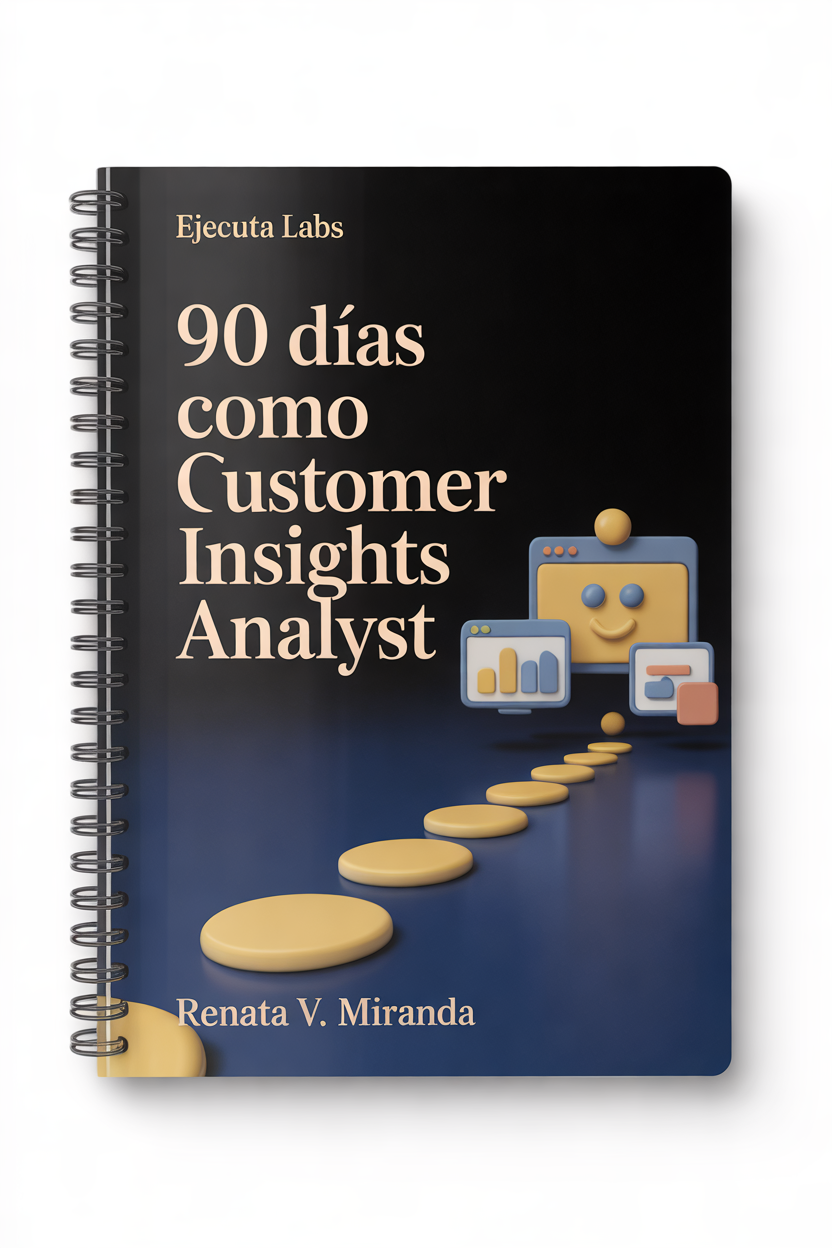 Ejecuta Labs
90 días
como
Customer
Insights
Analyst
Renata V. Miranda